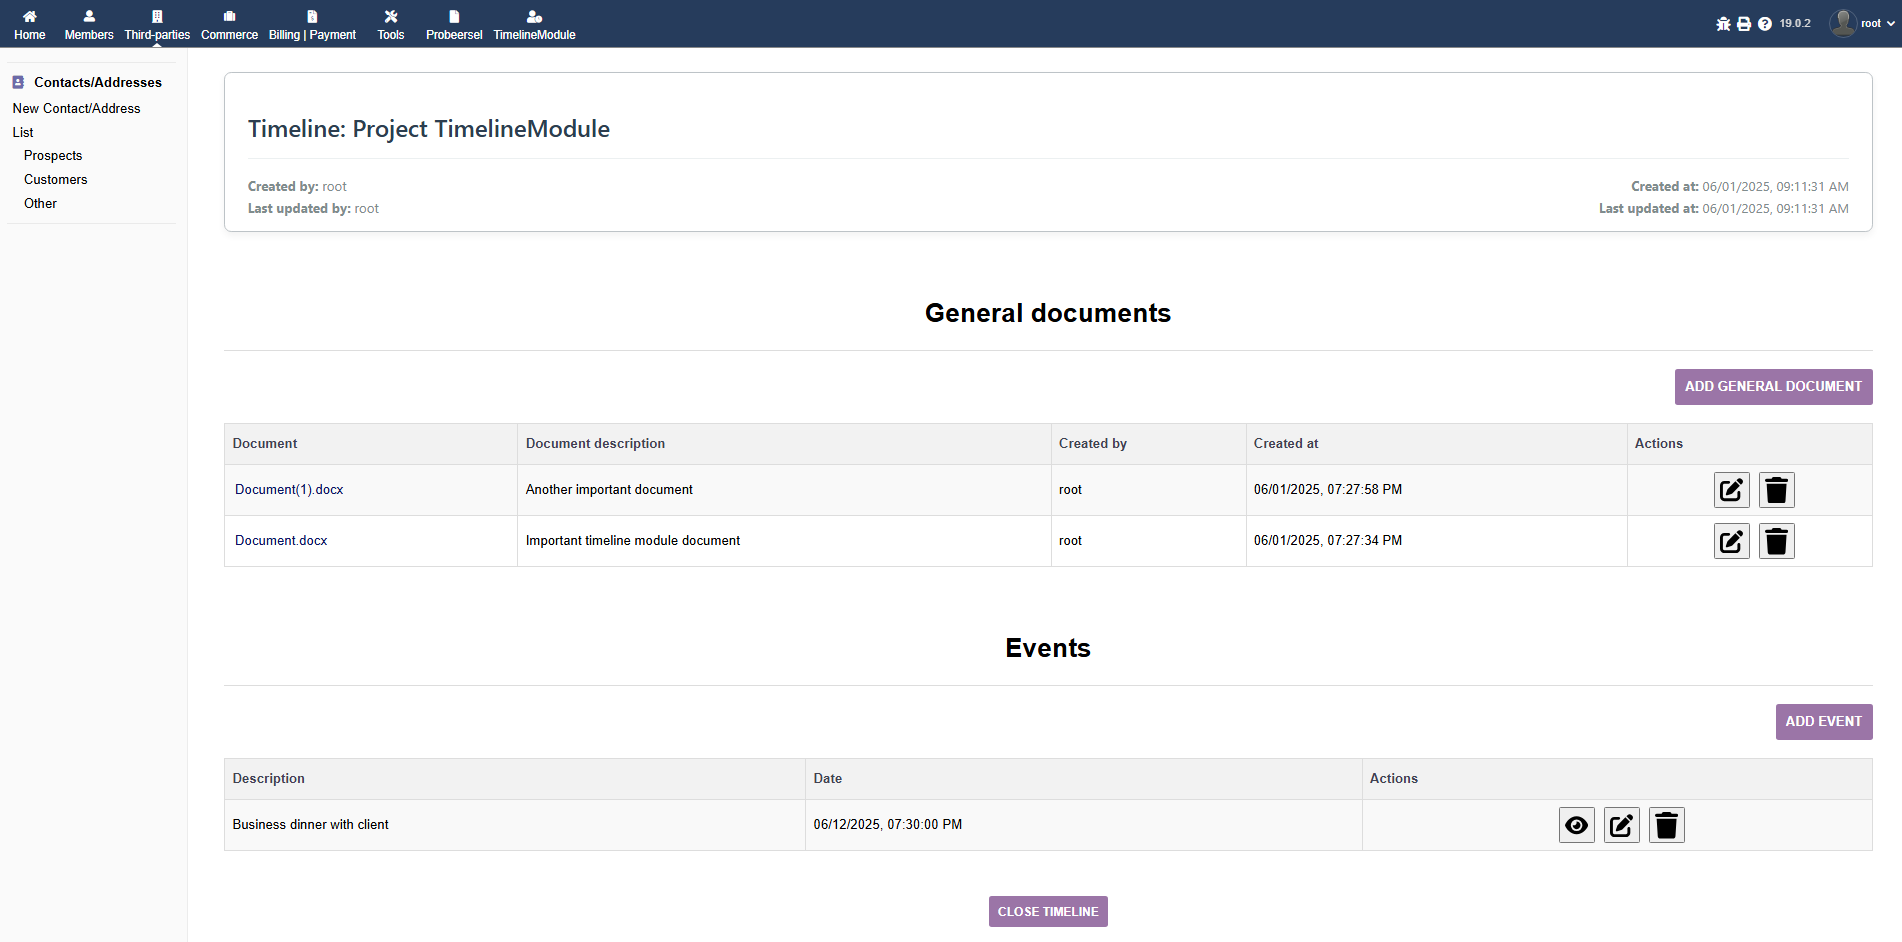 Home Members Third-parties Commerce Billing | Payment Tools Probeersel TimelineModule 19.0.2 root
Contacts/Addresses
New Contact/Address
List
Prospects
Customers
Other
Timeline: Project TimelineModule
Created by: root Created at: 06/01/2025, 09:11:31 AM
Last updated by: root Last updated at: 06/01/2025, 09:11:31 AM
General documents
ADD GENERAL DOCUMENT
Document Document description Created by Created at Actions
Document(1).docx Another important document root 06/01/2025, 07:27:58 PM
Document.docx Important timeline module document root 06/01/2025, 07:27:34 PM
Events
ADD EVENT
Description Date Actions
Business dinner with client 06/12/2025, 07:30:00 PM
CLOSE TIMELINE